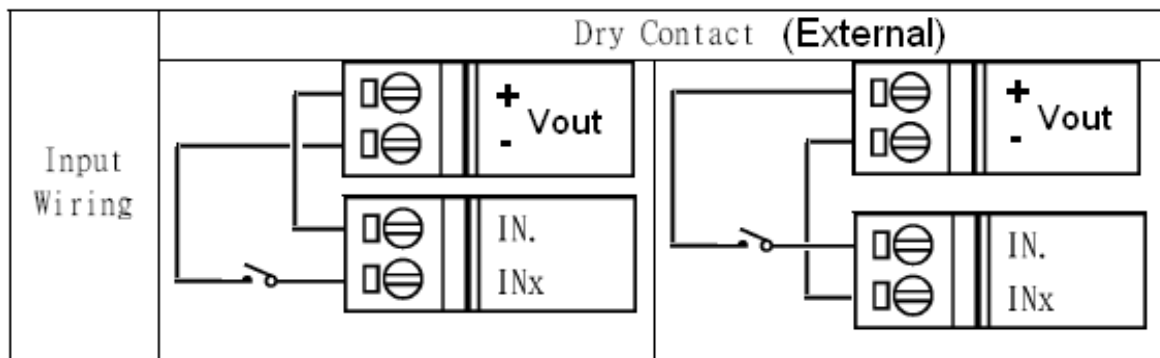 Dry Contact (External)
Input
Wiring
+
Vout
-
IN.
INx
+
Vout
-
IN.
INx